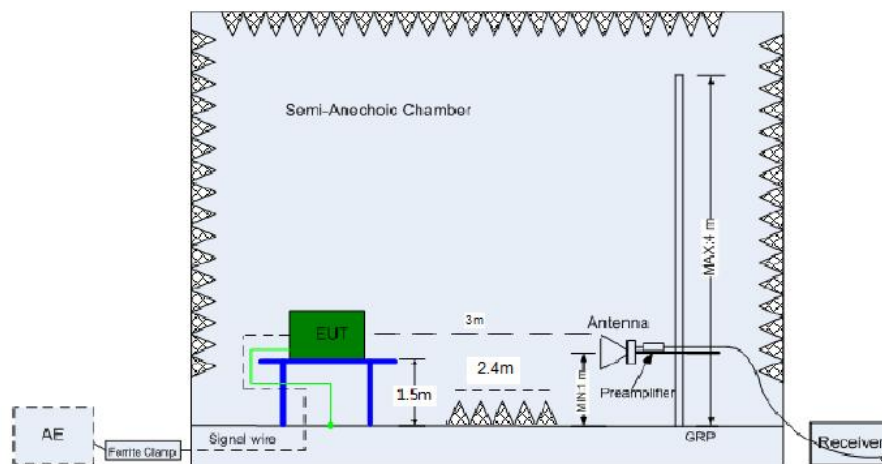 Semi-Anechoic Chamber
MAX:4 m
3m
Antenna
EUT
2.4m
1.5m
MIN:1 m
Preamplifier
AE
Signal wire
GRP
Receiver
Ferrite Clamp